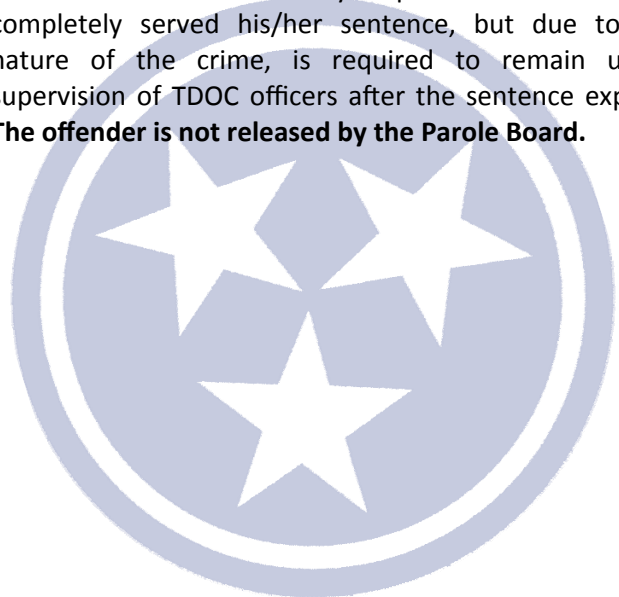 completely served his/her sentence, but due to
nature of the crime, is required to remain u
supervision of TDOC officers after the sentence exp
The offender is not released by the Parole Board.